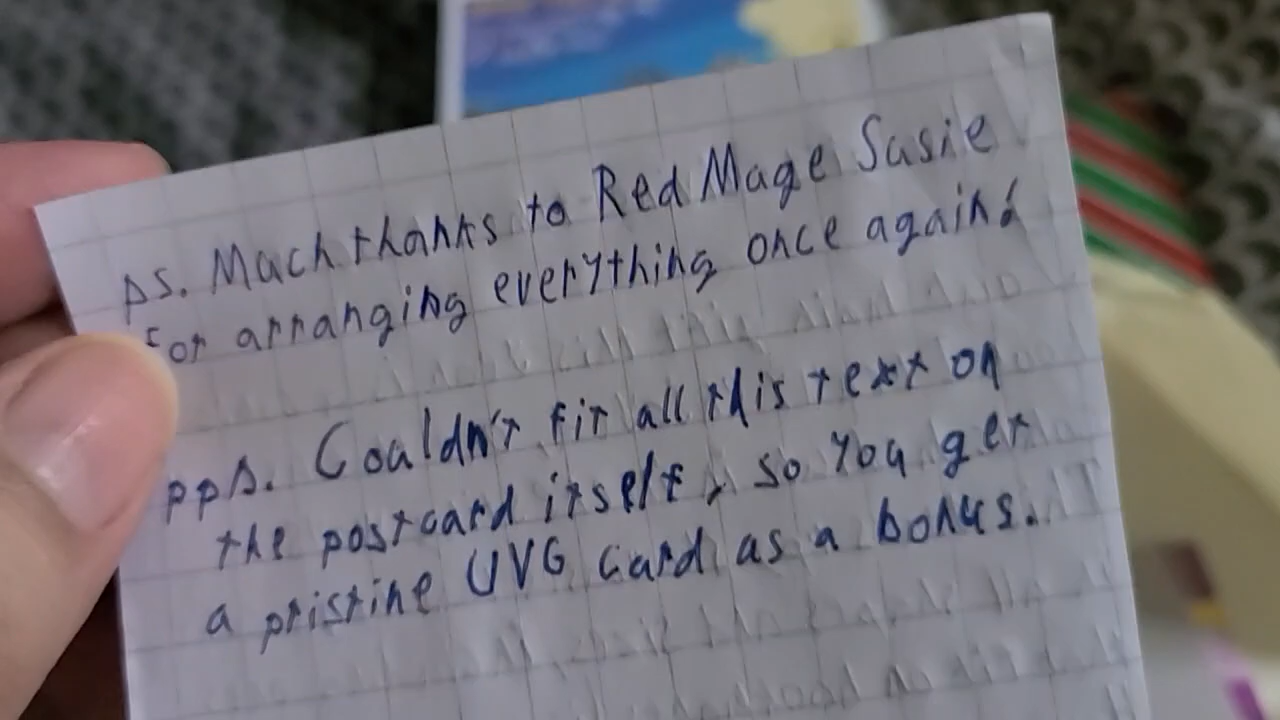 ps. Much thanks to Red Mage Susie
for arranging everything once again!
pps. Couldn't fit all this text on
the postcard itself, so you get
a pristine UVG card as a bonus.